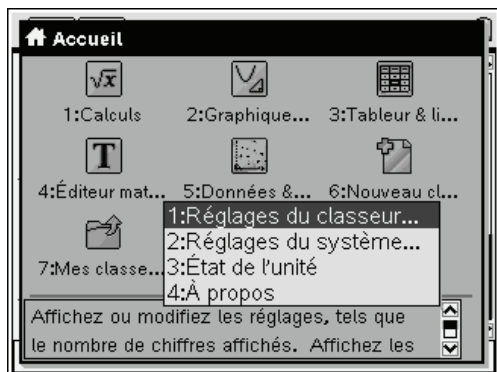 Accueil
1:Calculs
2:Graphique...
3:Tableur & li...
4:Éditeur mat...
5:Données &...
6:Nouveau cl...
7:Mes classe...
1:Réglages du classeur...
2:Réglages du système...
3:État de l'unité
4:À propos
Affichez ou modifiez les réglages, tels que
le nombre de chiffres affichés. Affichez les